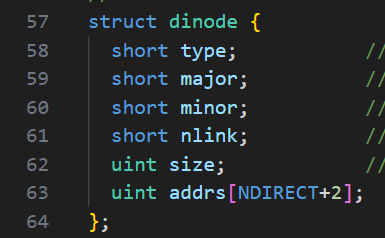 57 struct dinode {
58 short type; //
59 short major; //
60 short minor; //
61 short nlink; //
62 uint size; //
63 uint addrs[NDIRECT+2];
64 };